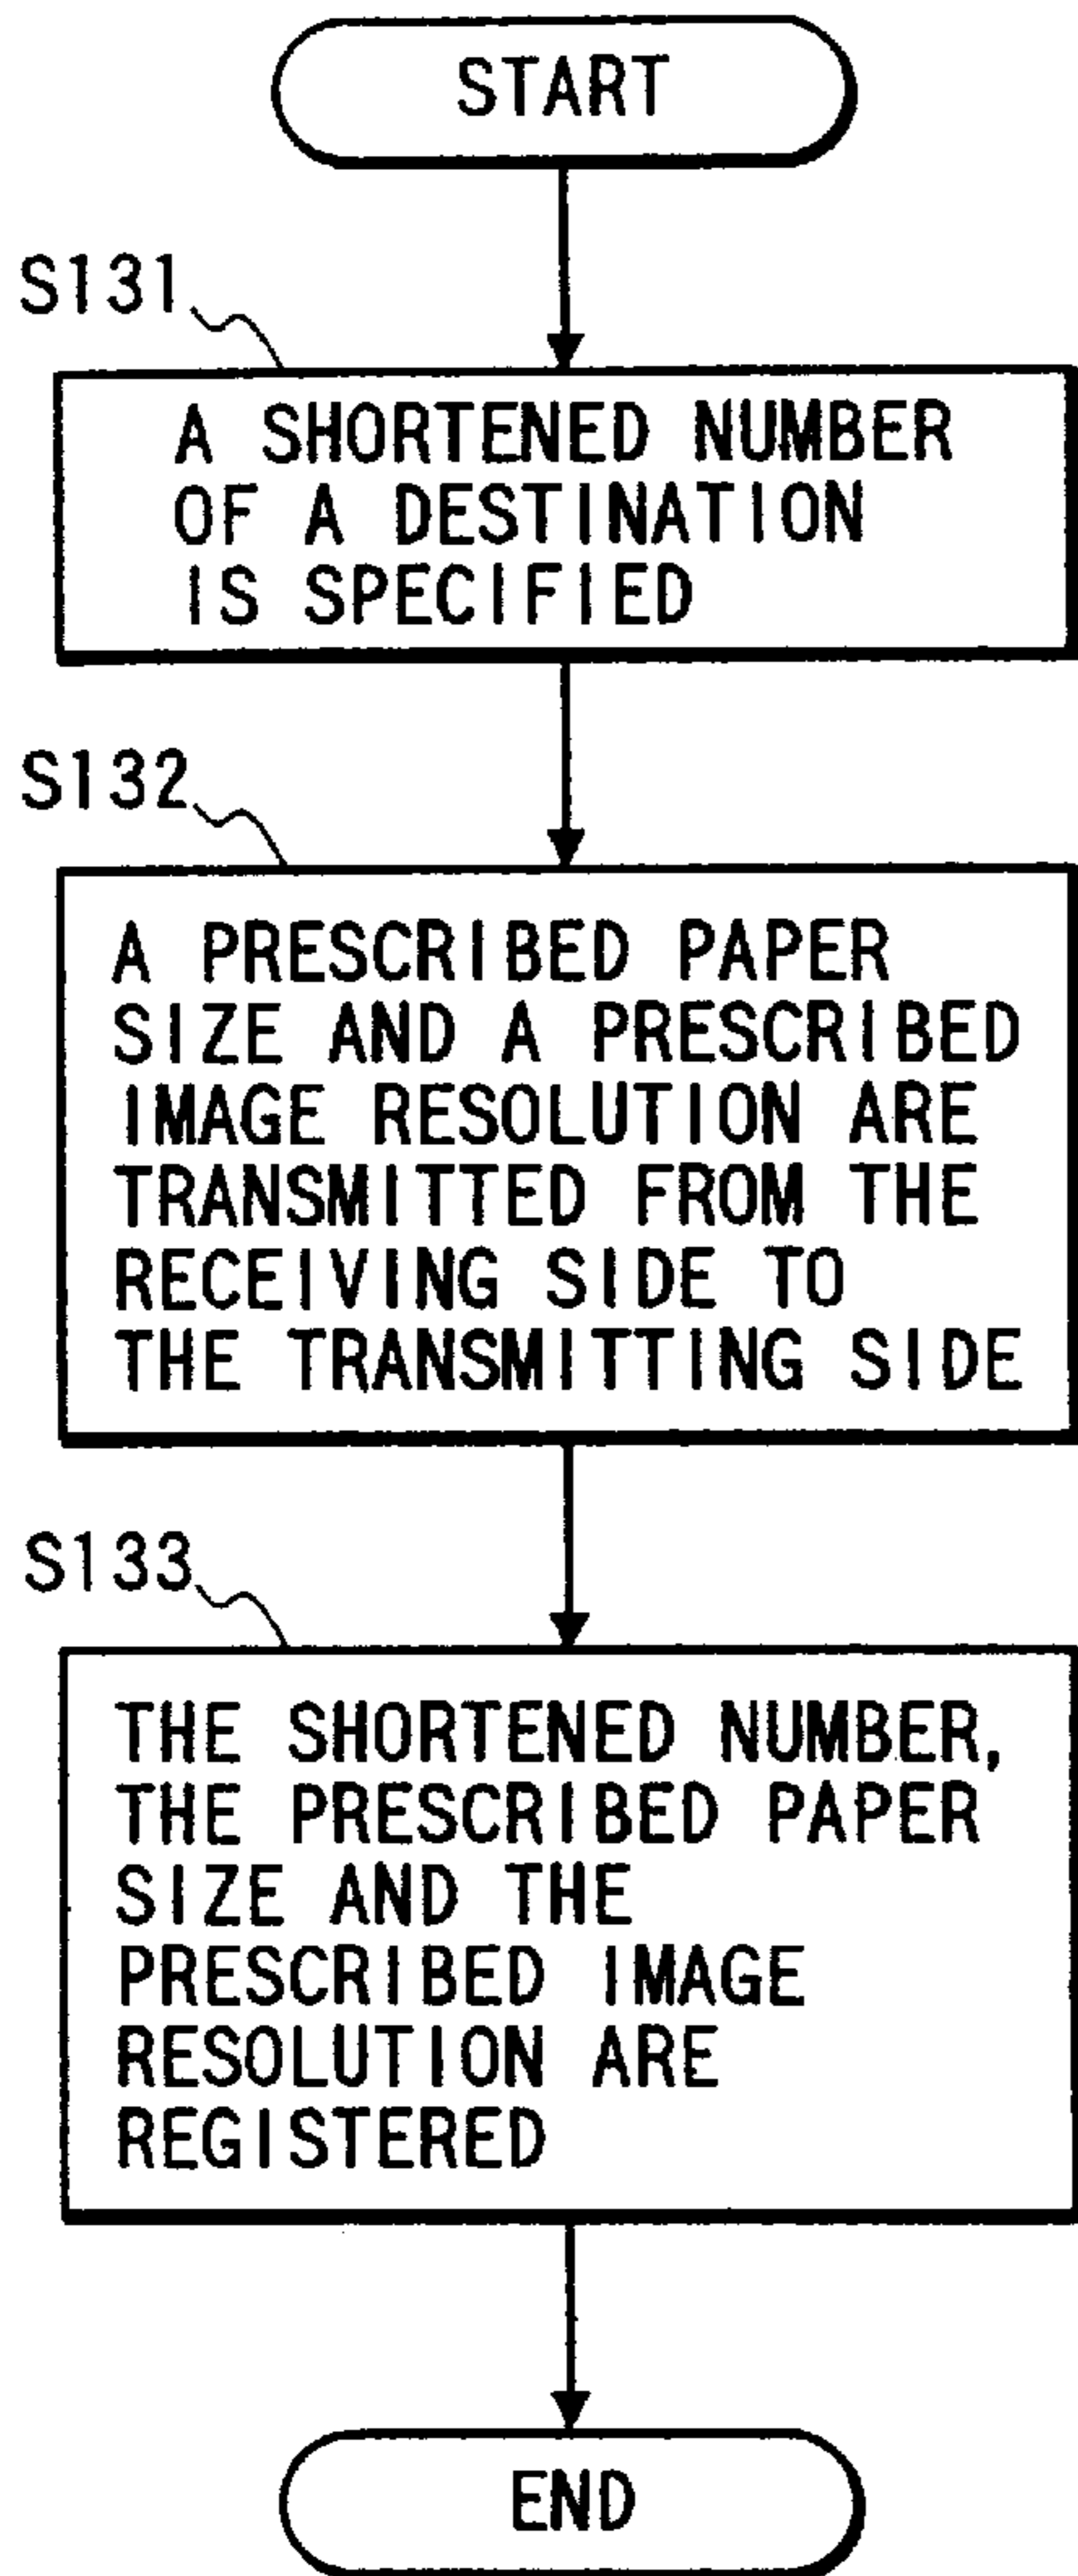 START
S131
A SHORTENED NUMBER
OF A DESTINATION
IS SPECIFIED
S132
A PRESCRIBED PAPER
SIZE AND A PRESCRIBED
IMAGE RESOLUTION ARE
TRANSMITTED FROM THE
RECEIVING SIDE TO
THE TRANSMITTING SIDE
S133
THE SHORTENED NUMBER,
THE PRESCRIBED PAPER
SIZE AND THE
PRESCRIBED IMAGE
RESOLUTION ARE
REGISTERED
END